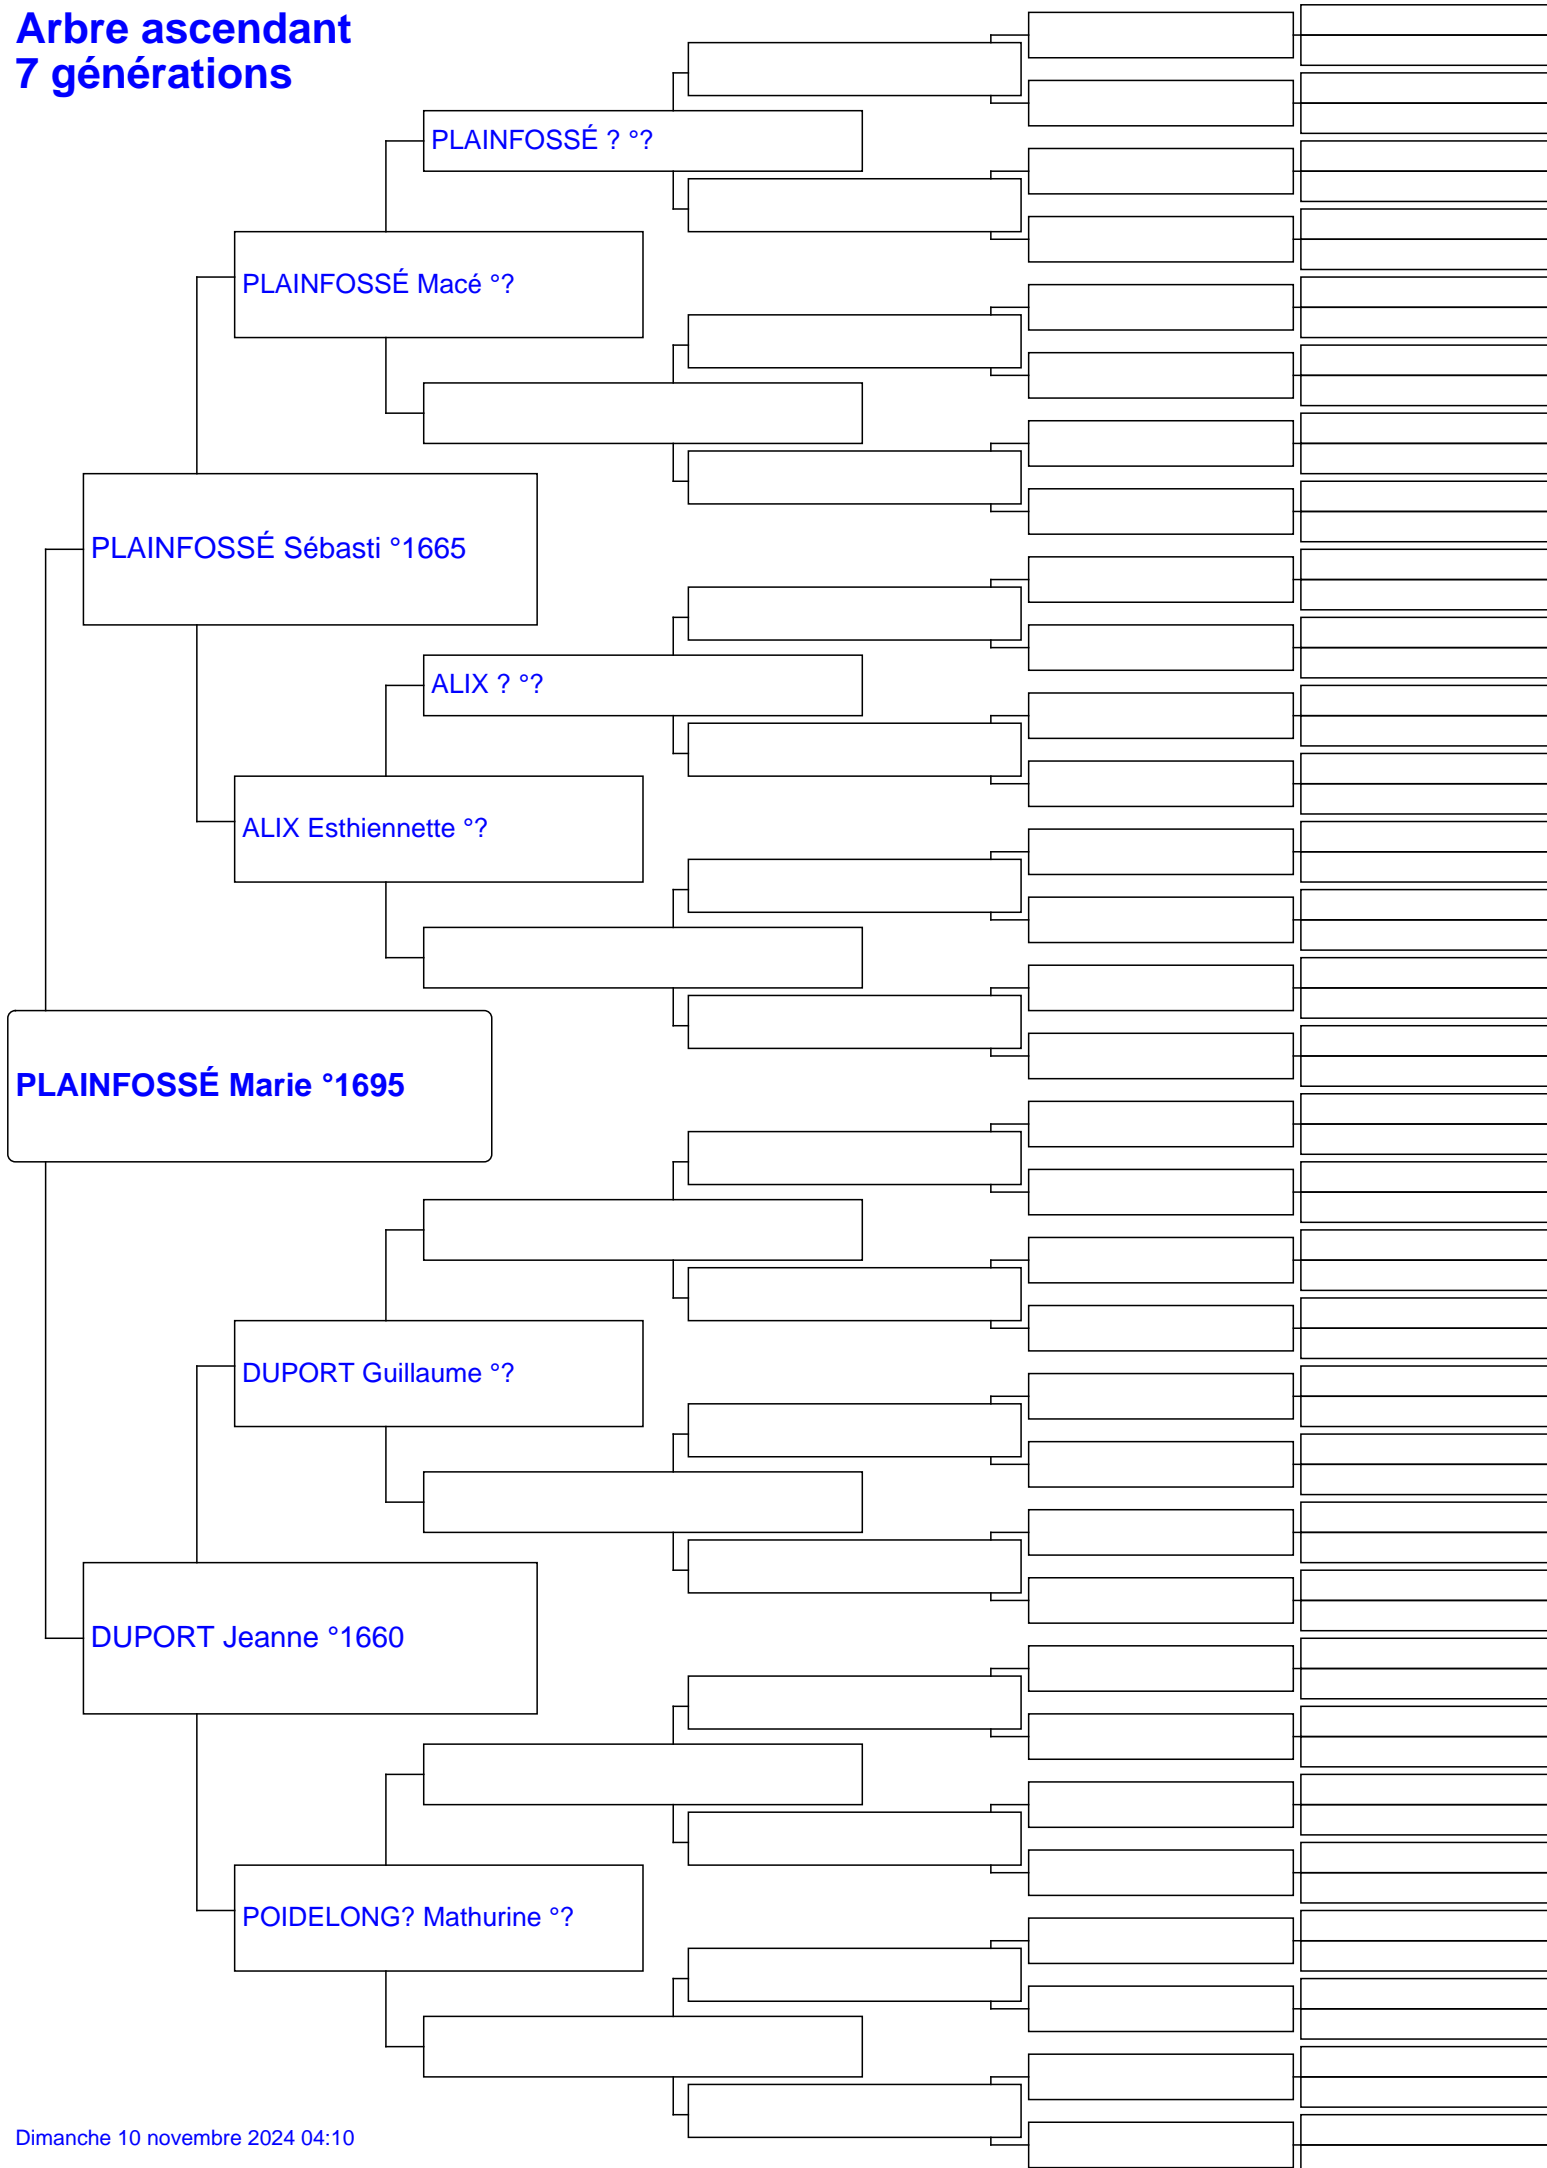 Arbre ascendant
7 générations
PLAINFOSSÉ ? °?
PLAINFOSSÉ Macé °?
PLAINFOSSÉ Sébasti °1665
ALIX ? °?
ALIX Esthiennette °?
PLAINFOSSÉ Marie °1695
DUPORT Guillaume °?
DUPORT Jeanne °1660
POIDELONG? Mathurine °?
Dimanche 10 novembre 2024 04:10